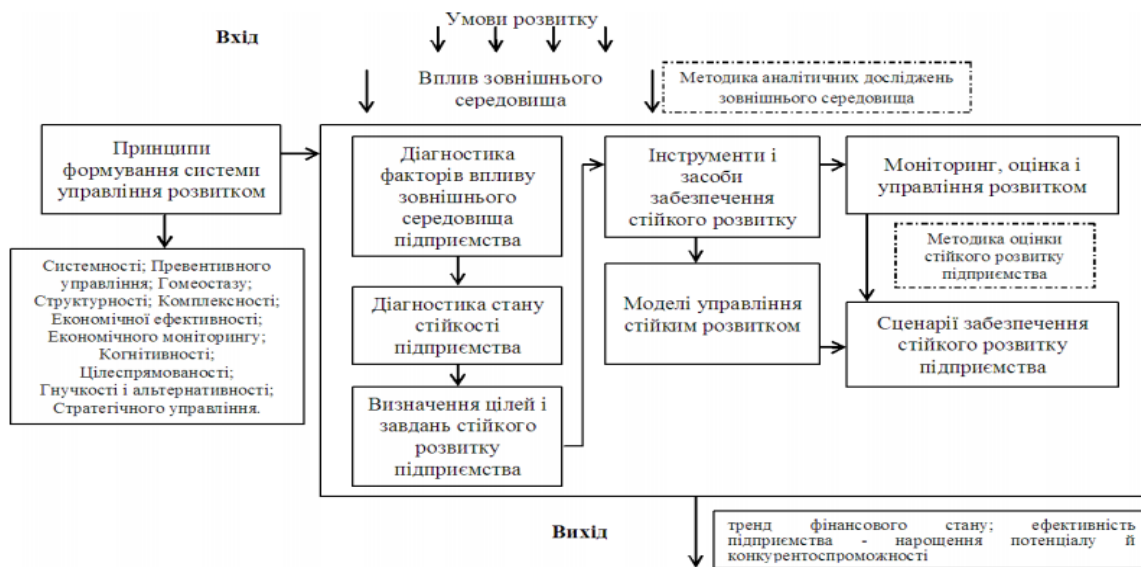 Умови розвитку
Вхід
Вплив зовнішнього
середовища
Методика аналітичних досліджень
зовнішнього середовища
Принципи
формування системи
управління розвитком
Системності; Превентивного
управління; Гомеостазу;
Структурності; Комплексності;
Економічної ефективності;
Економічного моніторингу;
Когнітивності;
Цілеспрямованості;
Гнучкості і альтернативності;
Стратегічного управління.
Діагностика
факторів впливу
зовнішнього
середовища
підприємства
Діагностика стану
стійкості
підприємства
Визначення цілей і
завдань стійкого
розвитку
підприємства
Інструменти і
засоби
забезпечення
стійкого розвитку
Моделі управління
стійким розвитком
Моніторинг, оцінка і
управління розвитком
Методика оцінки
стійкого розвитку
підприємства
Сценарії забезпечення
стійкого розвитку
підприємства
Вихід
тренд фінансового стану; ефективність
підприємства - нарощення потенціалу й
конкурентоспроможності